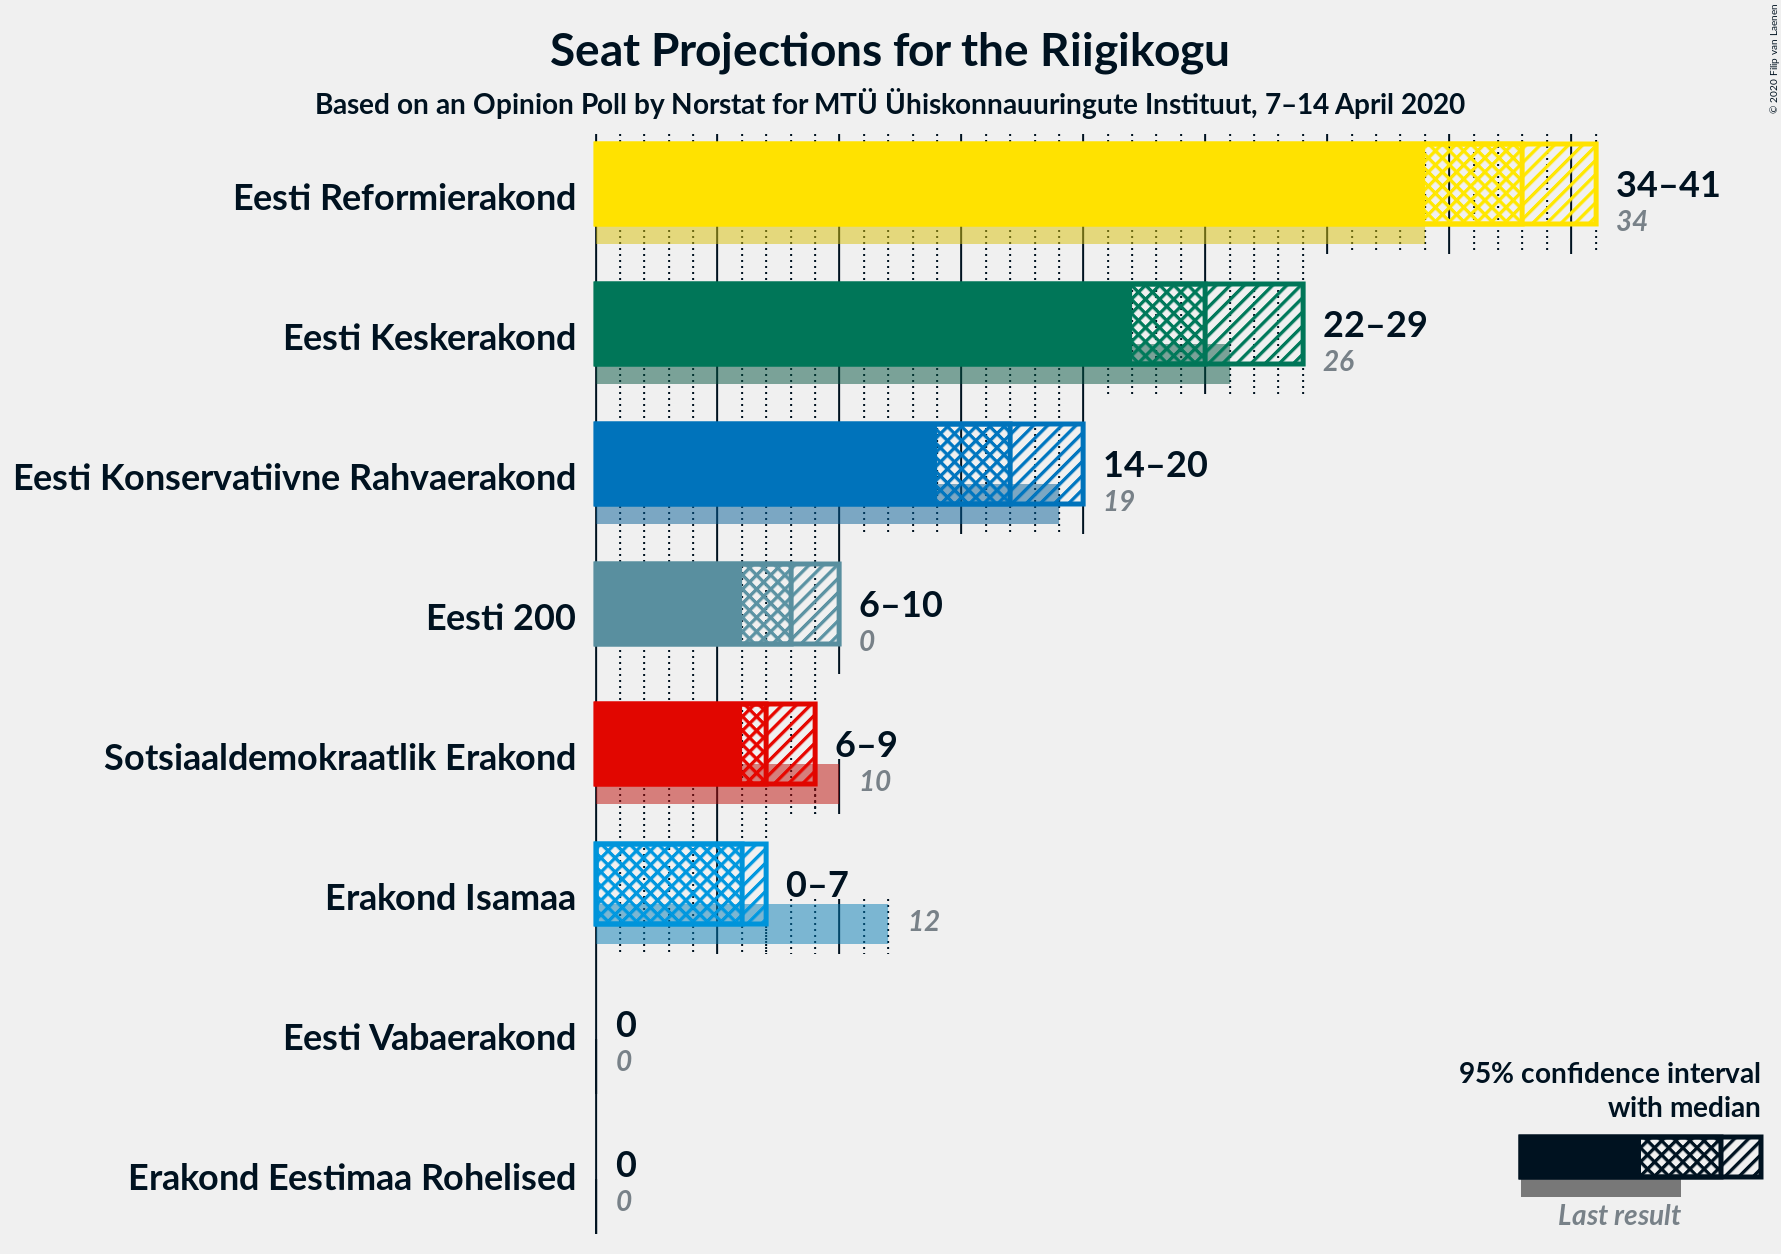 Seat Projections for the Riigikogu
Based on an Opinion Poll by Norstat for MTÜ Ühiskonnauuringute Instituut, 7–14 April 2020
© 2020 Filip van Laenen
Eesti Reformierakond
34–41
34
Eesti Keskerakond
22–29
26
Eesti Konservatiivne Rahvaerakond
14–20
19
Eesti 200
6–10
0
Sotsiaaldemokraatlik Erakond
6–9
10
Erakond Isamaa
0–7
12
Eesti Vabaerakond
0
0
Erakond Eestimaa Rohelised
0
0
95% confidence interval
with median
Last result